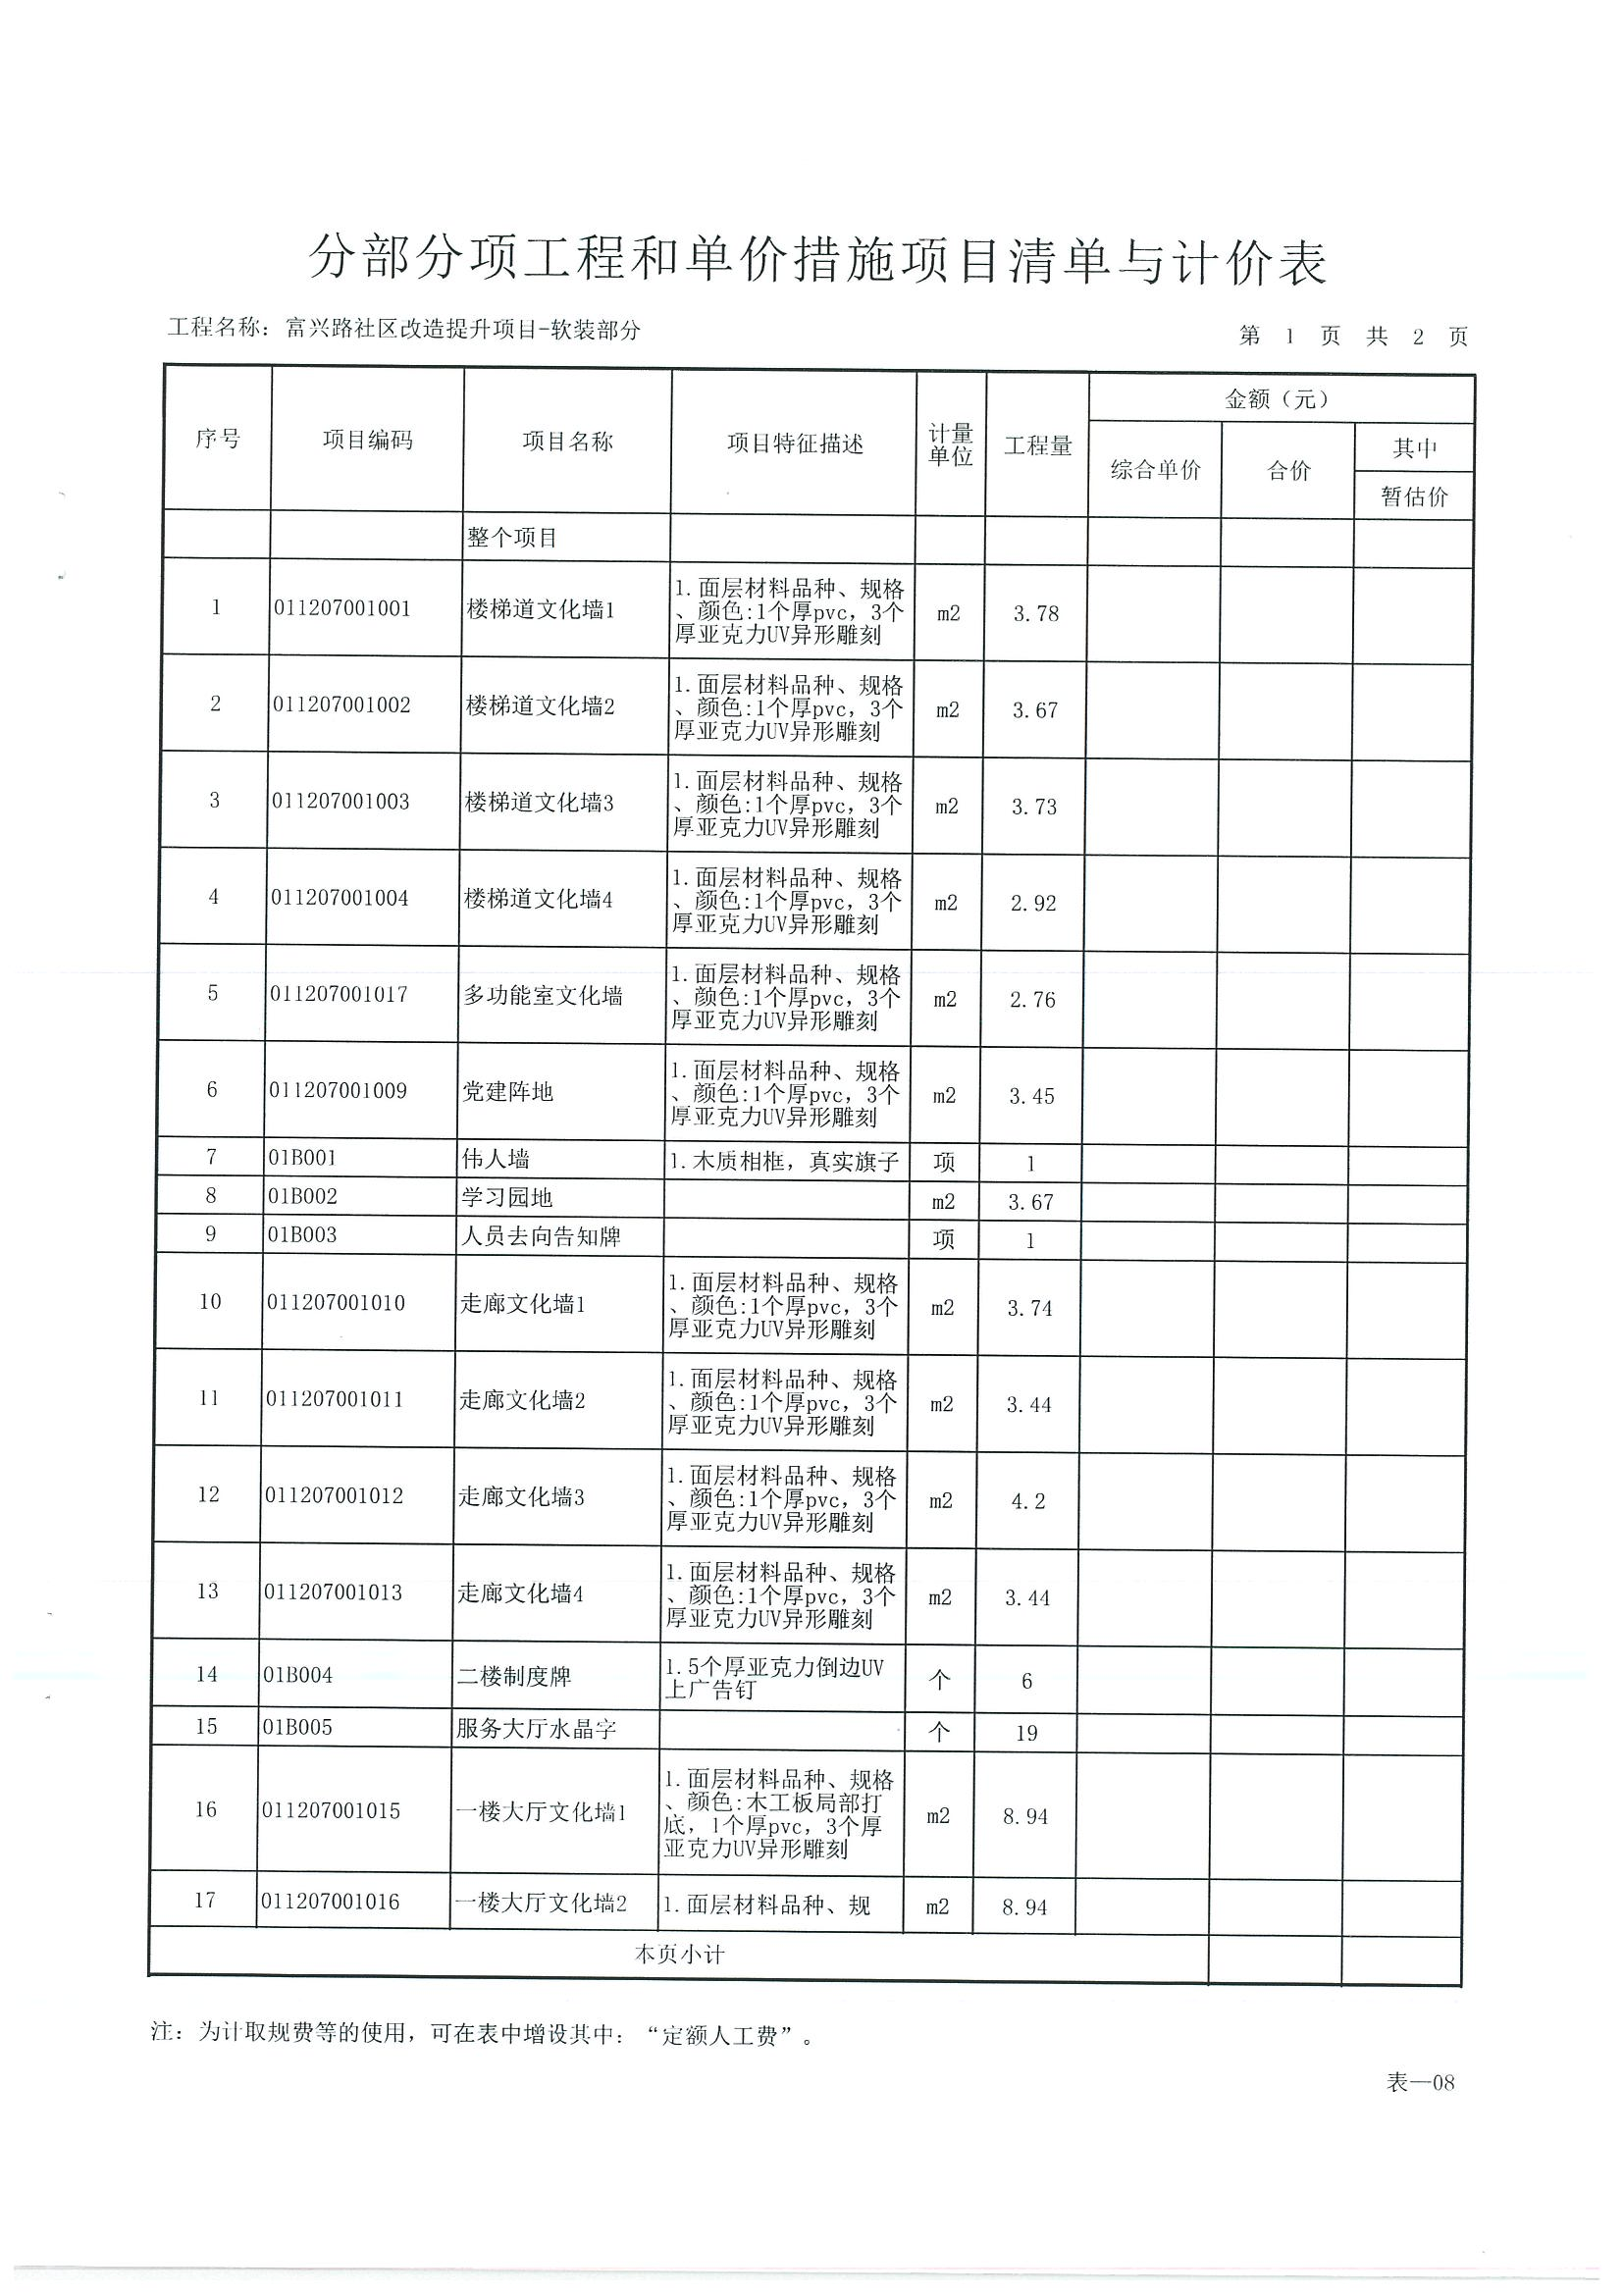 分部分项工程和单价措施项目清单与计价表
工程名称：富兴路社区改造提升项目-软装部分
第 1 页 共 2 页
序号 项目编码 项目名称 项目特征描述 计量单位 工程量 金额（元）
综合单价 合价 其中
暂估价
整个项目
1 011207001001 楼梯道文化墙1 1.面层材料品种、规格
、颜色:1个厚pvc，3个
厚亚克力UV异形雕刻 m2 3.78
2 011207001002 楼梯道文化墙2 1.面层材料品种、规格
、颜色:1个厚pvc，3个
厚亚克力UV异形雕刻 m2 3.67
3 011207001003 楼梯道文化墙3 1.面层材料品种、规格
、颜色:1个厚pvc，3个
厚亚克力UV异形雕刻 m2 3.73
4 011207001004 楼梯道文化墙4 1.面层材料品种、规格
、颜色:1个厚pvc，3个
厚亚克力UV异形雕刻 m2 2.92
5 011207001017 多功能室文化墙 1.面层材料品种、规格
、颜色:1个厚pvc，3个
厚亚克力UV异形雕刻 m2 2.76
6 011207001009 党建阵地 1.面层材料品种、规格
、颜色:1个厚pvc，3个
厚亚克力UV异形雕刻 m2 3.45
7 01B001 伟人墙 1.木质相框，真实旗子 项 1
8 01B002 学习园地 m2 3.67
9 01B003 人员去向告知牌 项 1
10 011207001010 走廊文化墙1 1.面层材料品种、规格
、颜色:1个厚pvc，3个
厚亚克力UV异形雕刻 m2 3.74
11 011207001011 走廊文化墙2 1.面层材料品种、规格
、颜色:1个厚pvc，3个
厚亚克力UV异形雕刻 m2 3.44
12 011207001012 走廊文化墙3 1.面层材料品种、规格
、颜色:1个厚pvc，3个
厚亚克力UV异形雕刻 m2 4.2
13 011207001013 走廊文化墙4 1.面层材料品种、规格
、颜色:1个厚pvc，3个
厚亚克力UV异形雕刻 m2 3.44
14 01B004 二楼制度牌 1.5个厚亚克力倒边UV
上广告钉 个 6
15 01B005 服务大厅水晶字 个 19
16 011207001015 一楼大厅文化墙1 1.面层材料品种、规格
、颜色:木工板局部打
底，1个厚pvc，3个厚
亚克力UV异形雕刻 m2 8.94
17 011207001016 一楼大厅文化墙2 1.面层材料品种、规 m2 8.94
本页小计
注：为计取规费等的使用，可在表中增设其中：“定额人工费”。
表—08